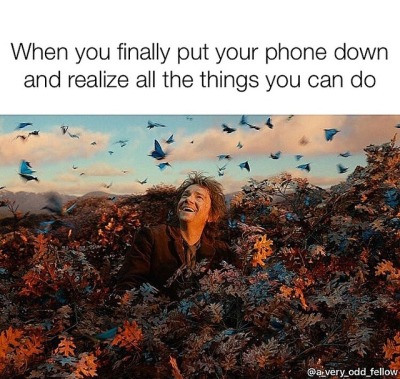 When you finally put your phone down
and realize all the things you can do
@a-very_odd_fellow